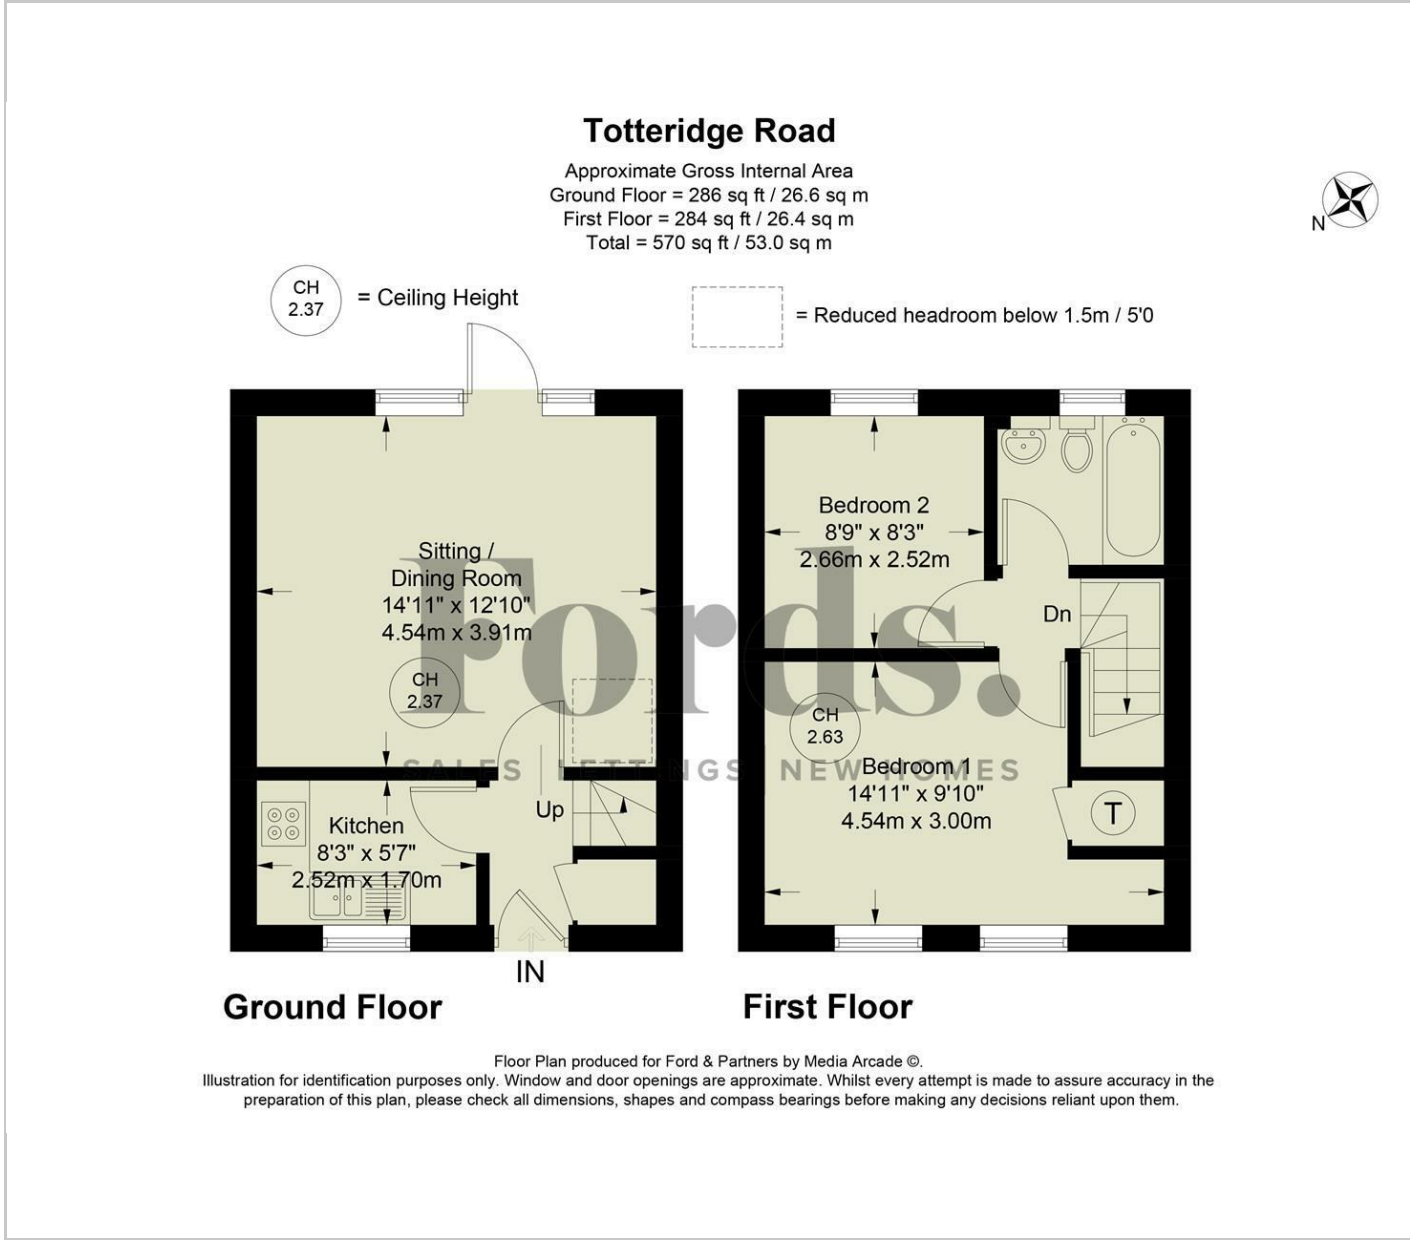 Totteridge Road
Approximate Gross Internal Area
Ground Floor = 286 sq ft / 26.6 sq m
First Floor = 284 sq ft / 26.4 sq m
Total = 570 sq ft / 53.0 sq m
N
CH
2.37
= Ceiling Height
= Reduced headroom below 1.5m / 5'0
Sitting /
Dining Room
14'11" x 12'10"
4.54m x 3.91m
CH
2.37
Kitchen
8'3" x 5'7"
2.52m x 1.70m
Up
IN
Ground Floor
Bedroom 2
8'9" x 8'3"
2.66m x 2.52m
Dn
CH
2.63
Bedroom 1
14'11" x 9'10"
4.54m x 3.00m
T
First Floor
Fords.
SALES | LETTINGS | NEW HOMES
Floor Plan produced for Ford & Partners by Media Arcade ©.
Illustration for identification purposes only. Window and door openings are approximate. Whilst every attempt is made to assure accuracy in the
preparation of this plan, please check all dimensions, shapes and compass bearings before making any decisions reliant upon them.